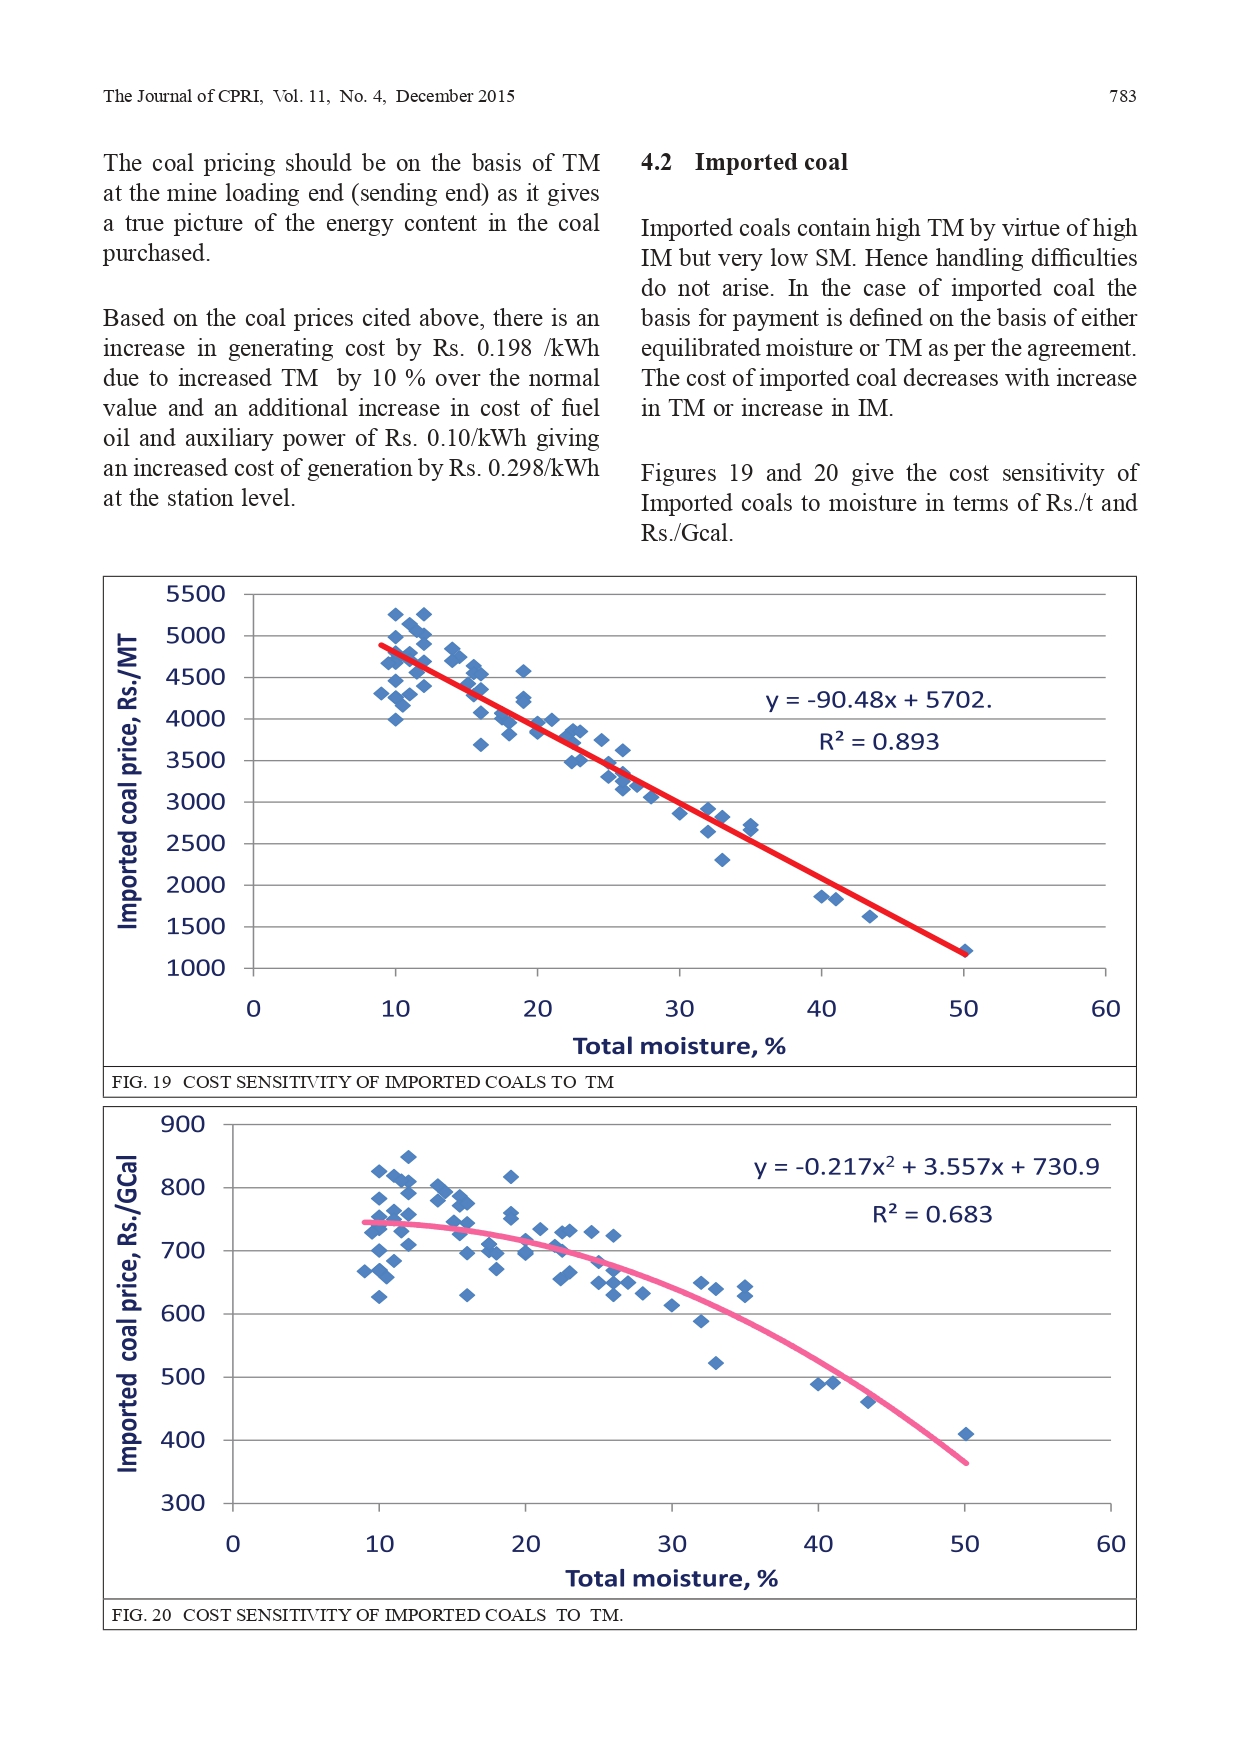 The Journal of CPRI, Vol. 11, No. 4, December 2015
783
The coal pricing should be on the basis of TM
at the mine loading end (sending end) as it gives
a true picture of the energy content in the coal
purchased.
Based on the coal prices cited above, there is an
increase in generating cost by Rs. 0.198 /kWh
due to increased TM by 10 % over the normal
value and an additional increase in cost of fuel
oil and auxiliary power of Rs. 0.10/kWh giving
an increased cost of generation by Rs. 0.298/kWh
at the station level.
4.2 Imported coal
Imported coals contain high TM by virtue of high
IM but very low SM. Hence handling difficulties
do not arise. In the case of imported coal the
basis for payment is defined on the basis of either
equilibrated moisture or TM as per the agreement.
The cost of imported coal decreases with increase
in TM or increase in IM.
Figures 19 and 20 give the cost sensitivity of
Imported coals to moisture in terms of Rs./t and
Rs./Gcal.
Imported coal price, Rs./MT
5500
5000
4500
4000
3500
3000
2500
2000
1500
1000
y = -90.48x + 5702.
R² = 0.893
0 10 20 30 40 50 60
Total moisture, %
FIG. 19 COST SENSITIVITY OF IMPORTED COALS TO TM
Imported coal price, Rs./GCal
900
800
700
600
500
400
300
y = -0.217x² + 3.557x + 730.9
R² = 0.683
0 10 20 30 40 50 60
Total moisture, %
FIG. 20 COST SENSITIVITY OF IMPORTED COALS TO TM.